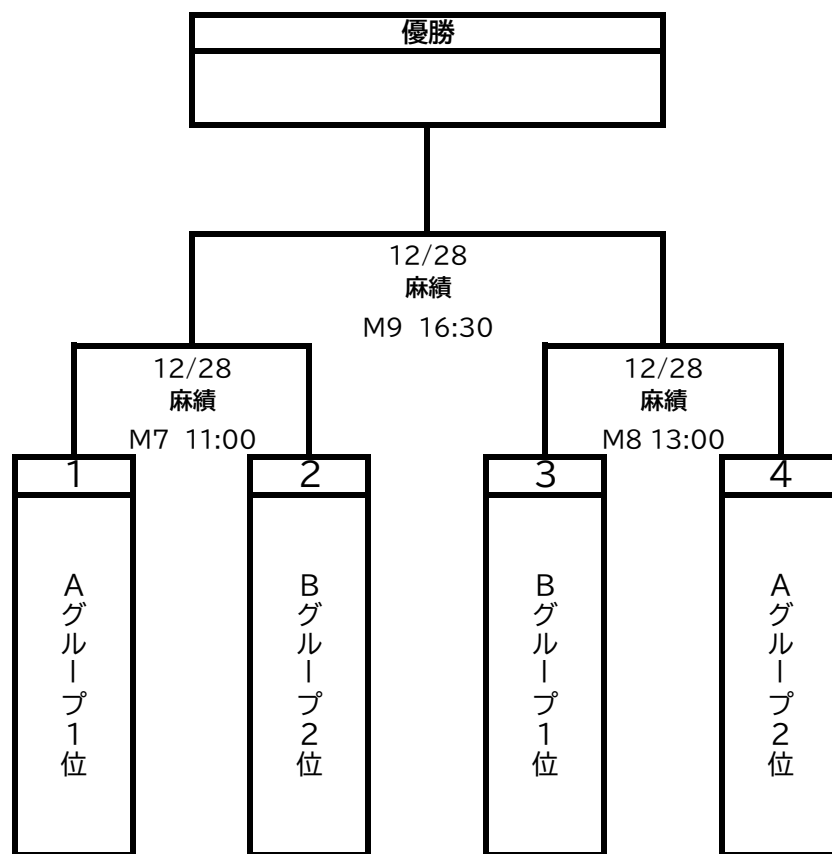 優勝
12/28
麻績
M9 16:30
12/28
麻績
M7 11:00
12/28
麻績
M8 13:00
1
2
3
4
Aグループ1位
Bグループ2位
Bグループ1位
Aグループ2位